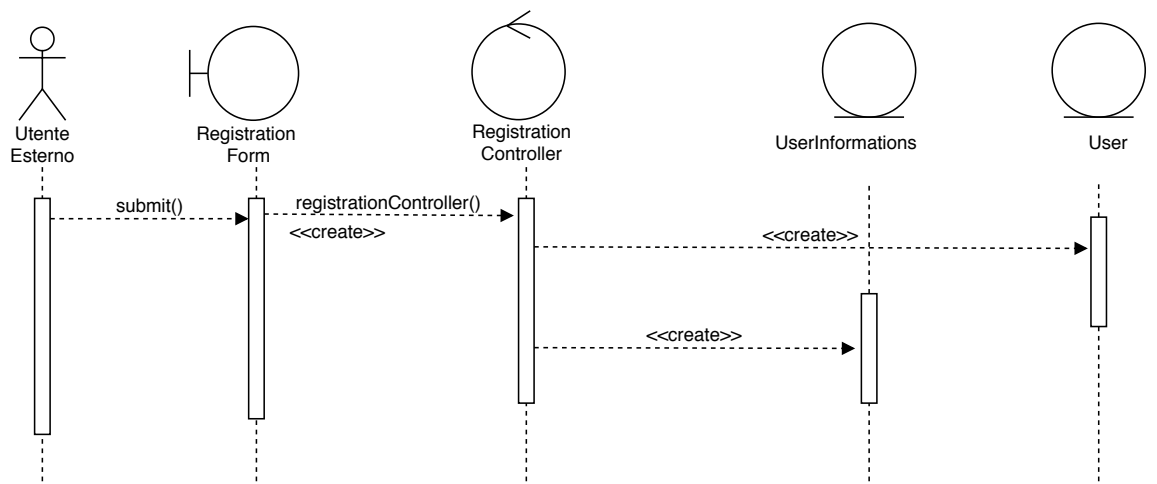 Utente
Esterno
Registration
Form
Registration
Controller
UserInformations
User
submit()
registrationController()
<<create>>
<<create>>
<<create>>